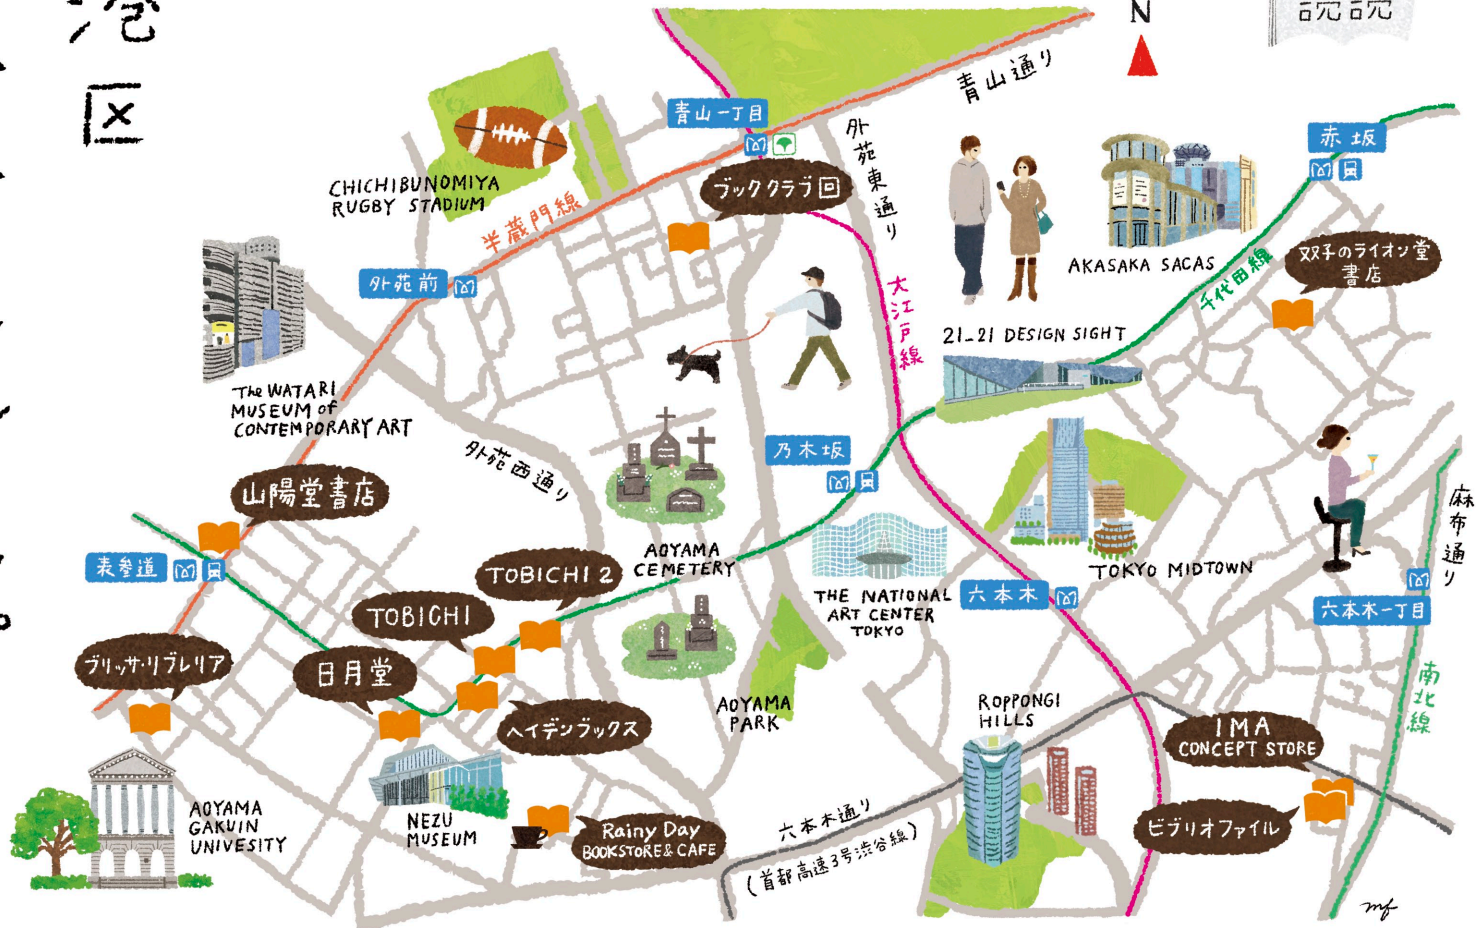 港
区
N
読読
青山通り
青山一丁目
外苑東通り
ブッククラブ回
CHICHIBUNOMIYA
RUGBY STADIUM
半蔵門線
外苑前
赤坂
AKASAKA SACAS
千代田線
双子のライオン堂
書店
大江戸線
21_21 DESIGN SIGHT
The WATARI
MUSEUM of
CONTEMPORARY ART
外苑西通り
乃木坂
山陽堂書店
表参道
AOYAMA
CEMETERY
TOBICHI 2
TOBICHI
THE NATIONAL
ART CENTER
TOKYO
六本木
TOKYO MIDTOWN
麻布通り
六本木一丁目
南北線
ブリッサ・リブレリア
日月堂
ヘイデンブックス
AOYAMA
PARK
ROPPONGI
HILLS
IMA
CONCEPT STORE
ビブリオファイル
AOYAMA
GAKUIN
UNIVESITY
NEZU
MUSEUM
Rainy Day
BOOKSTORE & CAFE
六本木通り
(首都高速3号渋谷線)
mf